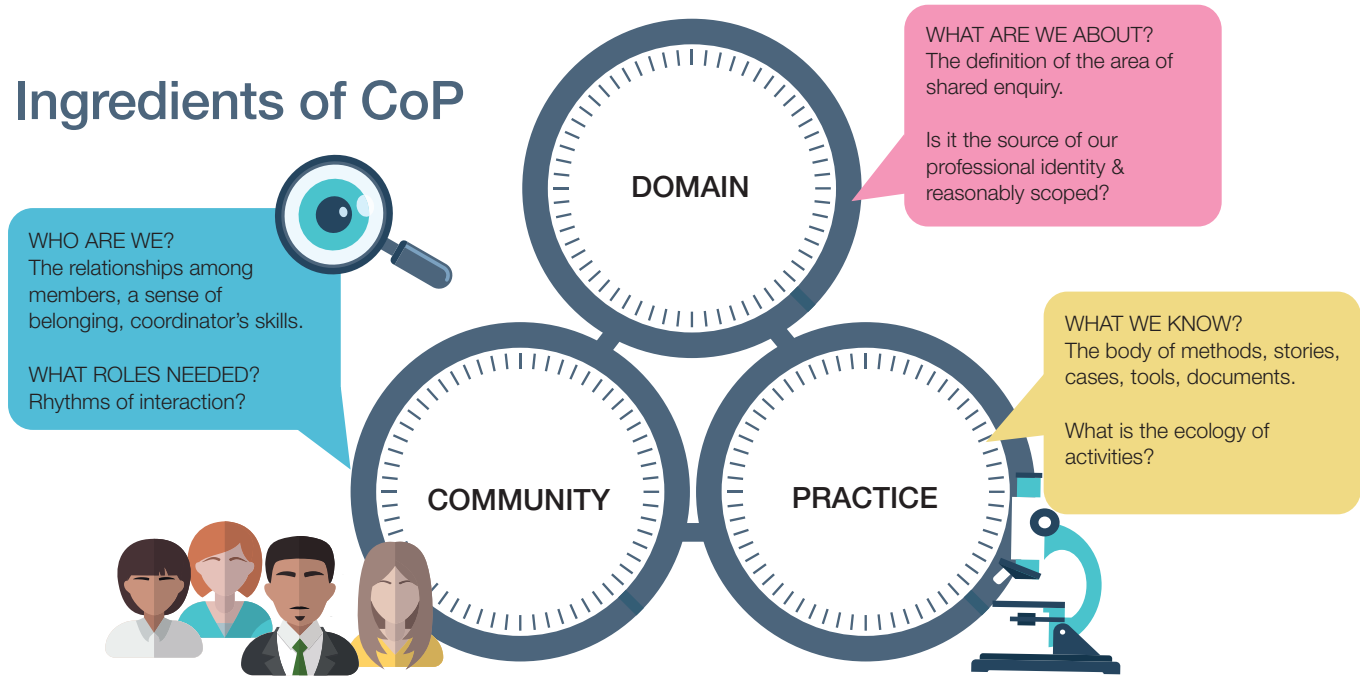 Ingredients of CoP
DOMAIN
WHAT ARE WE ABOUT?
The definition of the area of
shared enquiry.
Is it the source of our
professional identity &
reasonably scoped?
WHO ARE WE?
The relationships among
members, a sense of
belonging, coordinator's skills.
WHAT ROLES NEEDED?
Rhythms of interaction?
COMMUNITY
PRACTICE
WHAT WE KNOW?
The body of methods, stories,
cases, tools, documents.
What is the ecology of
activities?